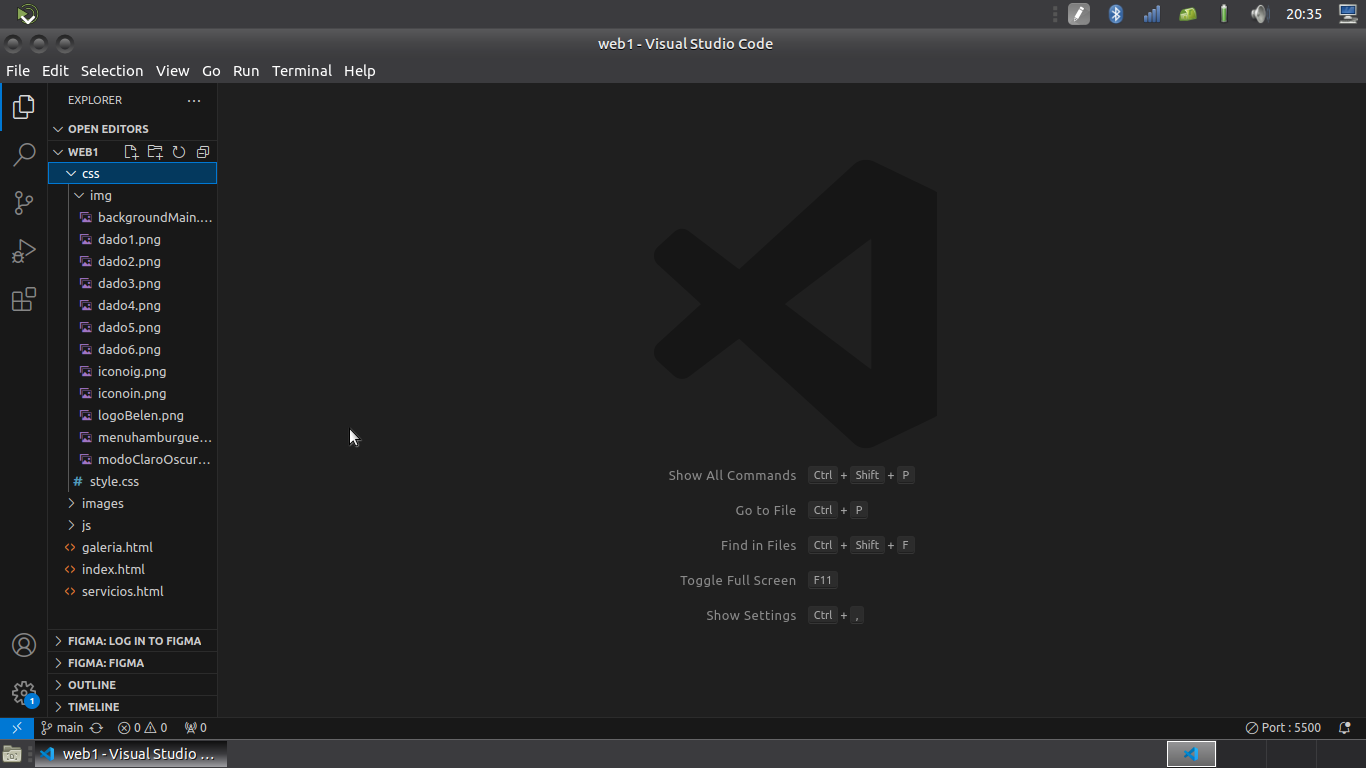 20:35
web1 - Visual Studio Code
File Edit Selection View Go Run Terminal Help
EXPLORER
OPEN EDITORS
WEB1
css
img
backgroundMain....
dado1.png
dado2.png
dado3.png
dado4.png
dado5.png
dado6.png
iconoig.png
iconoin.png
logoBelen.png
menuhamburgue...
modoClaroOscur...
# style.css
images
js
<> galeria.html
<> index.html
<> servicios.html
Show All Commands Ctrl + Shift + P
Go to File Ctrl + P
Find in Files Ctrl + Shift + F
Toggle Full Screen F11
Show Settings Ctrl + ,
FIGMA: LOG IN TO FIGMA
FIGMA: FIGMA
OUTLINE
1
TIMELINE
main 0 0 0 Port : 5500
web1 - Visual Studio ...